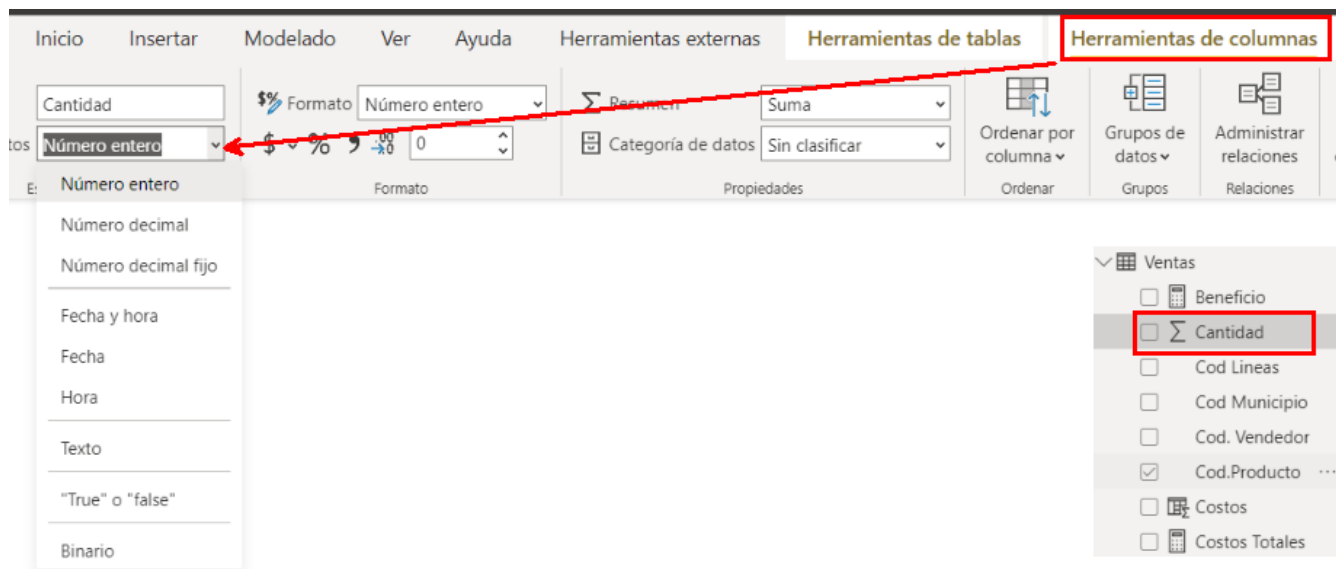 Inicio Insertar Modelado Ver Ayuda Herramientas externas Herramientas de tablas Herramientas de columnas
Cantidad $% Formato Número entero Σ Resumen Suma
tos Número entero $ % 9 .00 0 Categoría de datos Sin clasificar Ordenar por columna Grupos de datos Administrar relaciones
Formato Propiedades Ordenar Grupos Relaciones
Número entero
Número decimal
Número decimal fijo
Fecha y hora
Fecha
Hora
Texto
"True" o "false"
Binario
Ventas
Beneficio
Σ Cantidad
Cod Lineas
Cod Municipio
Cod. Vendedor
Cod.Producto ...
Costos
Costos Totales